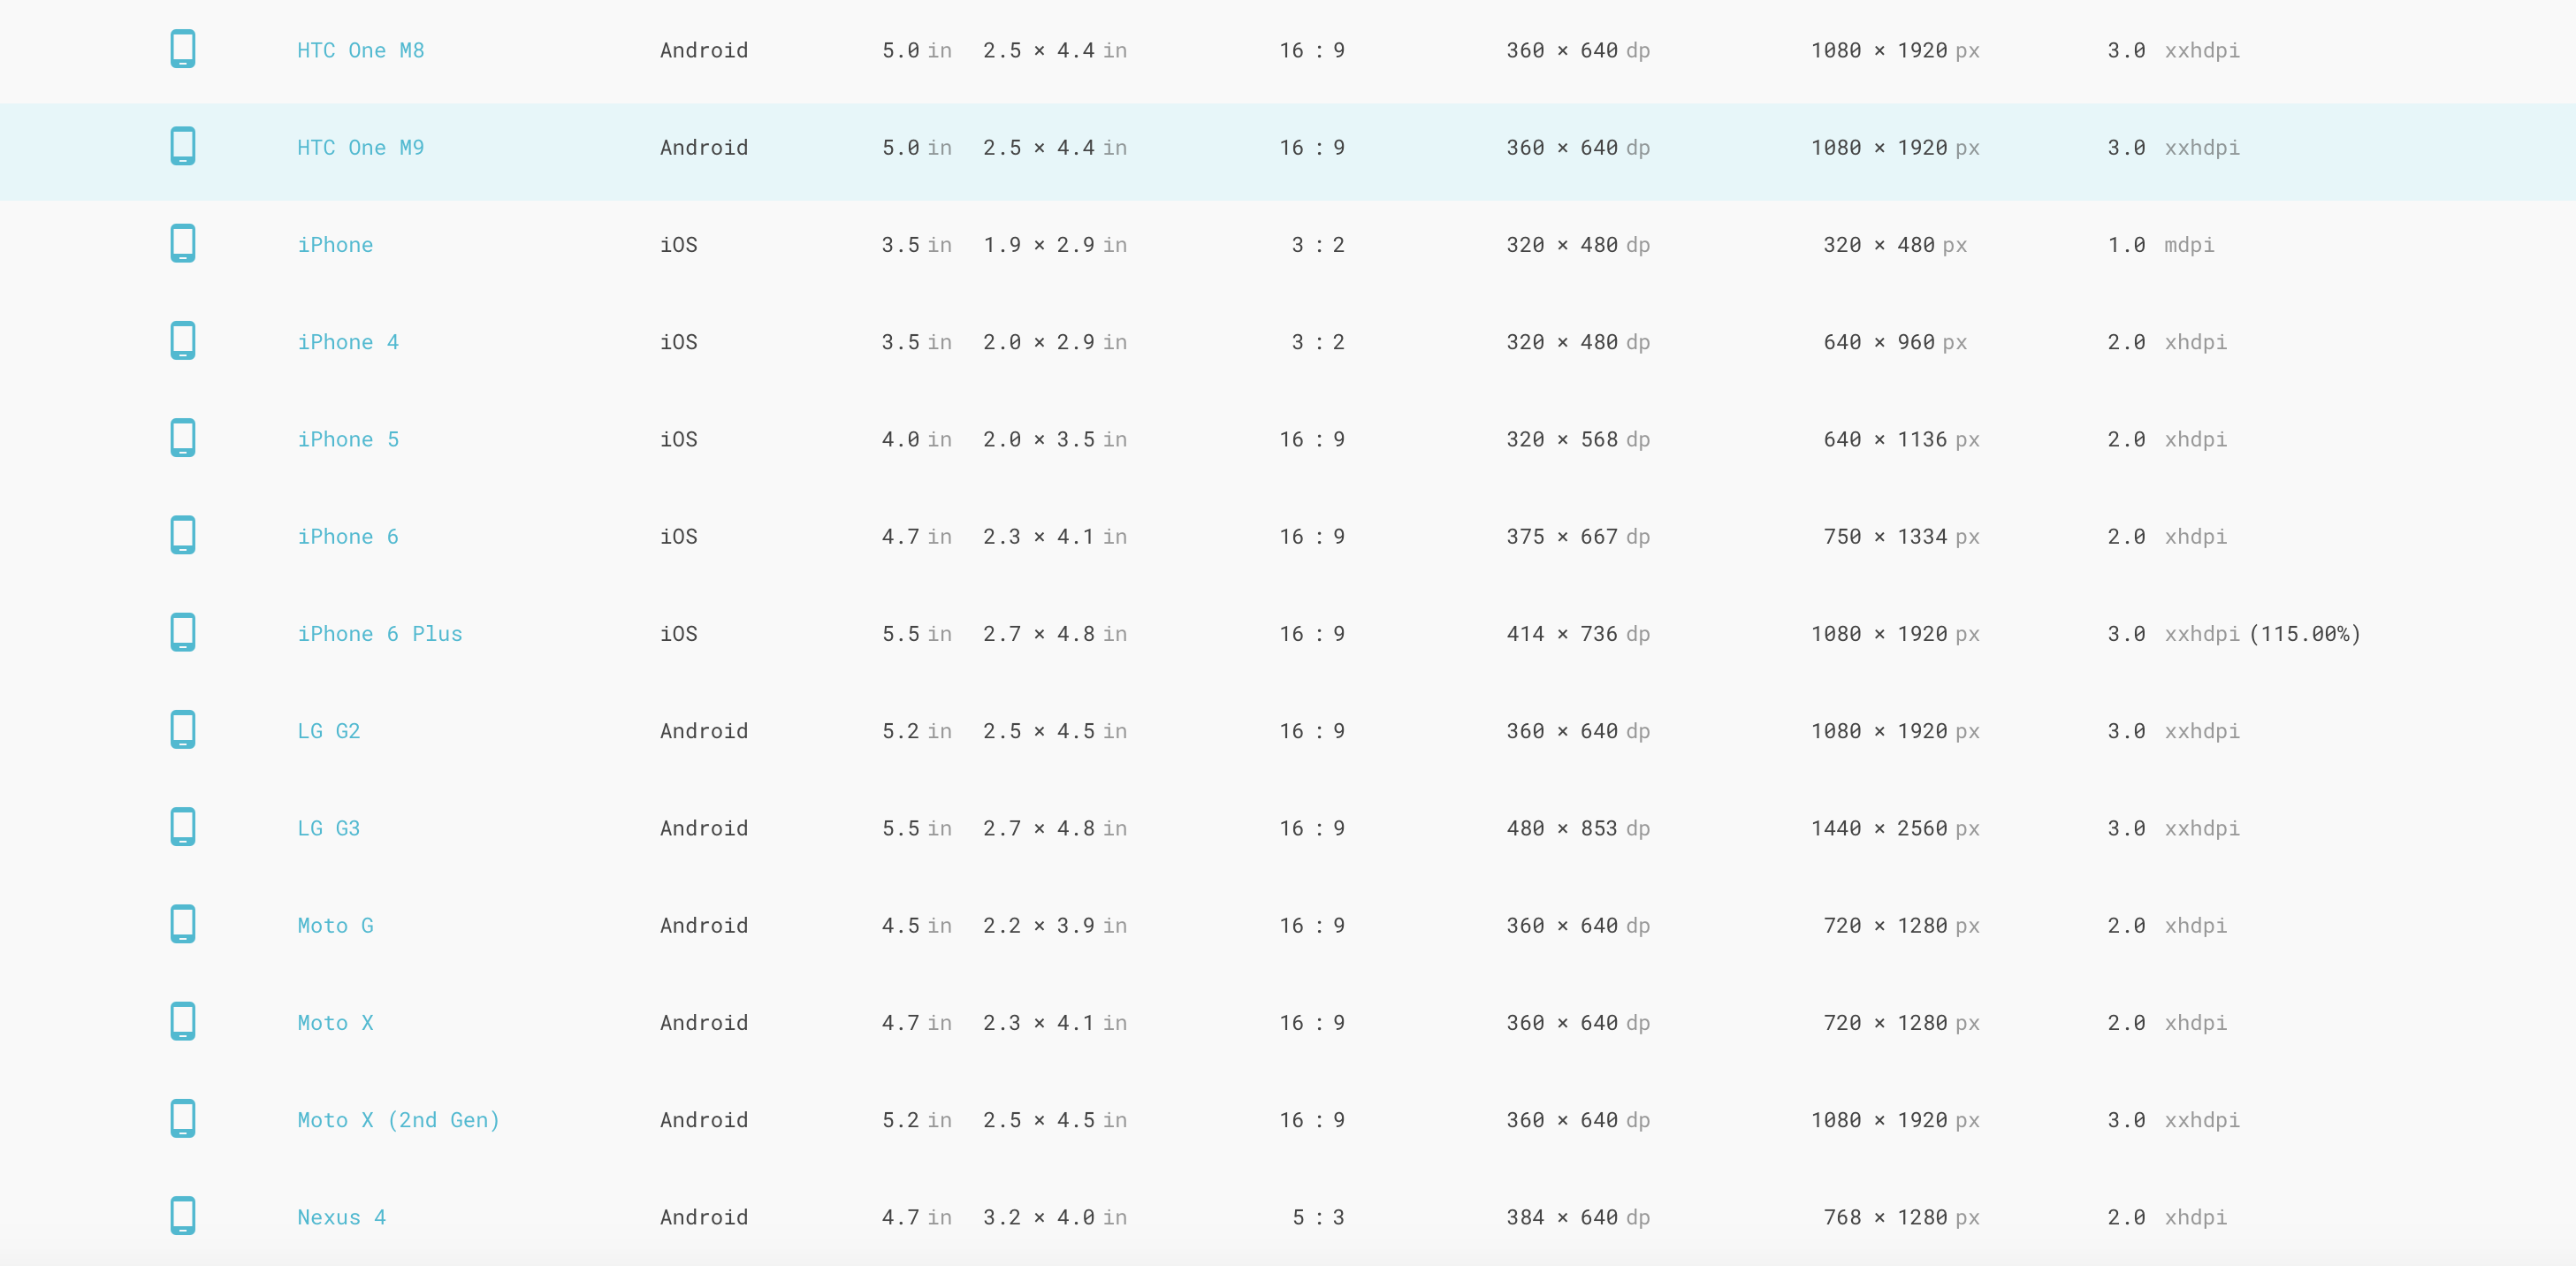 HTC One M8 Android 5.0 in 2.5 × 4.4 in 16 : 9 360 × 640 dp 1080 × 1920 px 3.0 xxhdpi
HTC One M9 Android 5.0 in 2.5 × 4.4 in 16 : 9 360 × 640 dp 1080 × 1920 px 3.0 xxhdpi
iPhone iOS 3.5 in 1.9 × 2.9 in 3 : 2 320 × 480 dp 320 × 480 px 1.0 mdpi
iPhone 4 iOS 3.5 in 2.0 × 2.9 in 3 : 2 320 × 480 dp 640 × 960 px 2.0 xhdpi
iPhone 5 iOS 4.0 in 2.0 × 3.5 in 16 : 9 320 × 568 dp 640 × 1136 px 2.0 xhdpi
iPhone 6 iOS 4.7 in 2.3 × 4.1 in 16 : 9 375 × 667 dp 750 × 1334 px 2.0 xhdpi
iPhone 6 Plus iOS 5.5 in 2.7 × 4.8 in 16 : 9 414 × 736 dp 1080 × 1920 px 3.0 xxhdpi (115.00%)
LG G2 Android 5.2 in 2.5 × 4.5 in 16 : 9 360 × 640 dp 1080 × 1920 px 3.0 xxhdpi
LG G3 Android 5.5 in 2.7 × 4.8 in 16 : 9 480 × 853 dp 1440 × 2560 px 3.0 xxhdpi
Moto G Android 4.5 in 2.2 × 3.9 in 16 : 9 360 × 640 dp 720 × 1280 px 2.0 xhdpi
Moto X Android 4.7 in 2.3 × 4.1 in 16 : 9 360 × 640 dp 720 × 1280 px 2.0 xhdpi
Moto X (2nd Gen) Android 5.2 in 2.5 × 4.5 in 16 : 9 360 × 640 dp 1080 × 1920 px 3.0 xxhdpi
Nexus 4 Android 4.7 in 3.2 × 4.0 in 5 : 3 384 × 640 dp 768 × 1280 px 2.0 xhdpi